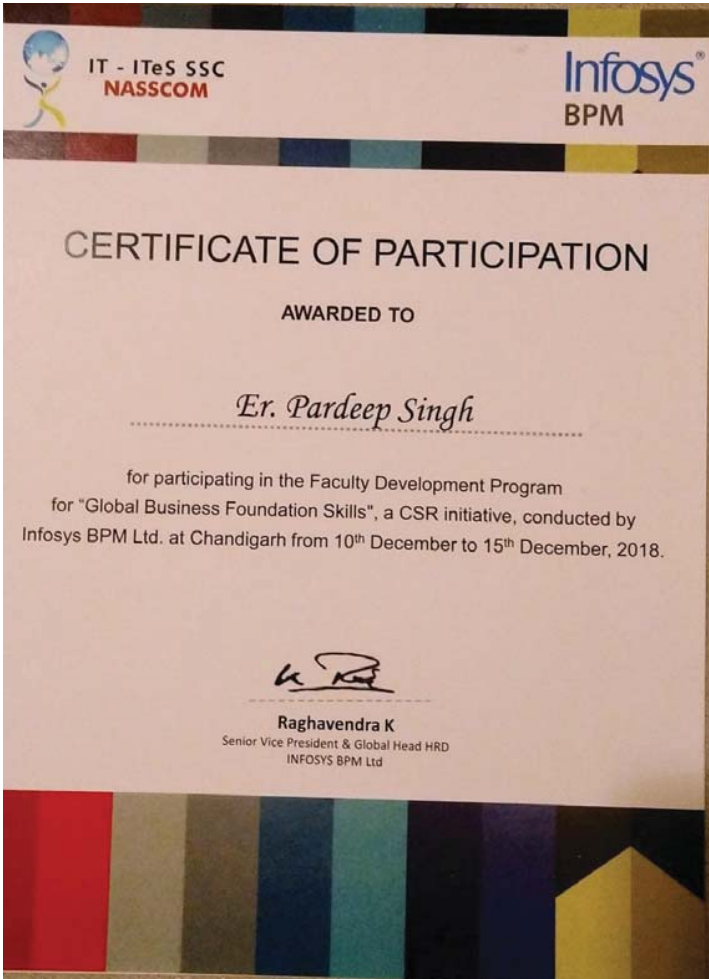 IT - ITeS SSC
NASSCOM
Infosys®
BPM
CERTIFICATE OF PARTICIPATION
AWARDED TO
Er. Pardeep Singh
for participating in the Faculty Development Program
for “Global Business Foundation Skills", a CSR initiative, conducted by
Infosys BPM Ltd. at Chandigarh from 10th December to 15th December, 2018.
Raghavendra K
Senior Vice President & Global Head HRD
INFOSYS BPM Ltd